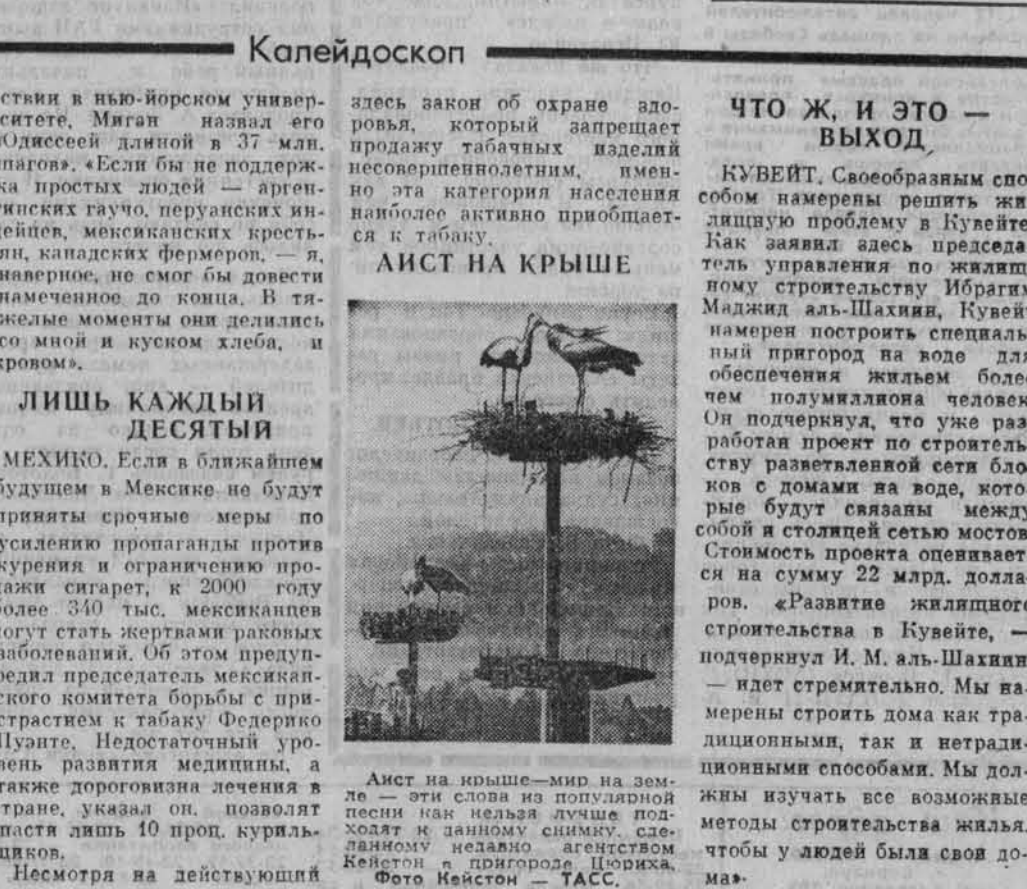 Калейдоскоп
ствии в нью-йорском универ-
ситете, Миган назвал его
Одиссеей длиной в 37 млн.
шагов». «Если бы не поддерж-
ка простых людей — арген-
тинских гаучо, перуанских ин-
дейцев, мексиканских кресть-
ян, канадских фермеров, — я,
наверное, не смог бы довести
намеченное до конца. В тя-
желые моменты они делились
со мной и куском хлеба, и
кровом».
ЛИШЬ КАЖДЫЙ
ДЕСЯТЫЙ
МЕХИКО. Если в ближайшем
будущем в Мексике не будут
приняты срочные меры по
усилению пропаганды против
курения и ограничению про-
дажи сигарет, к 2000 году
более 340 тыс. мексиканцев
могут стать жертвами раковых
заболеваний. Об этом предуп-
редил председатель мексикан-
ского комитета борьбы с при-
страстием к табаку Федерико
Пуэнте. Недостаточный уро-
вень развития медицины, а
также дороговизна лечения в
стране, указал он, позволят
спасти лишь 10 проц. куриль-
щиков.
Несмотря на действующий
здесь закон об охране здо-
ровья, который запрещает
продажу табачных изделий
несовершеннолетним, имен-
но эта категория населения
наиболее активно приобщает-
ся к табаку.
АИСТ НА КРЫШЕ
Аист на крыше—мир на зем-
ле — эти слова из популярной
песни как нельзя лучше под-
ходят к данному снимку, сде-
ланному недавно агентством
Кейстон в пригороде Цюриха.
Фото Кейстон — ТАСС.
ЧТО Ж, И ЭТО —
ВЫХОД
КУВЕЙТ. Своеобразным спо-
собом намерены решить жи-
лищную проблему в Кувейте.
Как заявил здесь председа-
тель управления по жилищ-
ному строительству Ибрагим
Маджид аль-Шахиин, Кувейт
намерен построить специаль-
ный пригород на воде для
обеспечения жильем более
чем полумиллиона человек.
Он подчеркнул, что уже раз-
работан проект по строитель-
ству разветвленной сети бло-
ков с домами на воде, кото-
рые будут связаны между
собой и столицей сетью мостов.
Стоимость проекта оценивает-
ся на сумму 22 млрд. долла-
ров. «Развитие жилищного
строительства в Кувейте, —
подчеркнул И. М. аль-Шахиин
— идет стремительно. Мы на-
мерены строить дома как тра-
диционными, так и нетради-
ционными способами. Мы дол-
жны изучать все возможные
методы строительства жилья,
чтобы у людей были свои до-
ма».